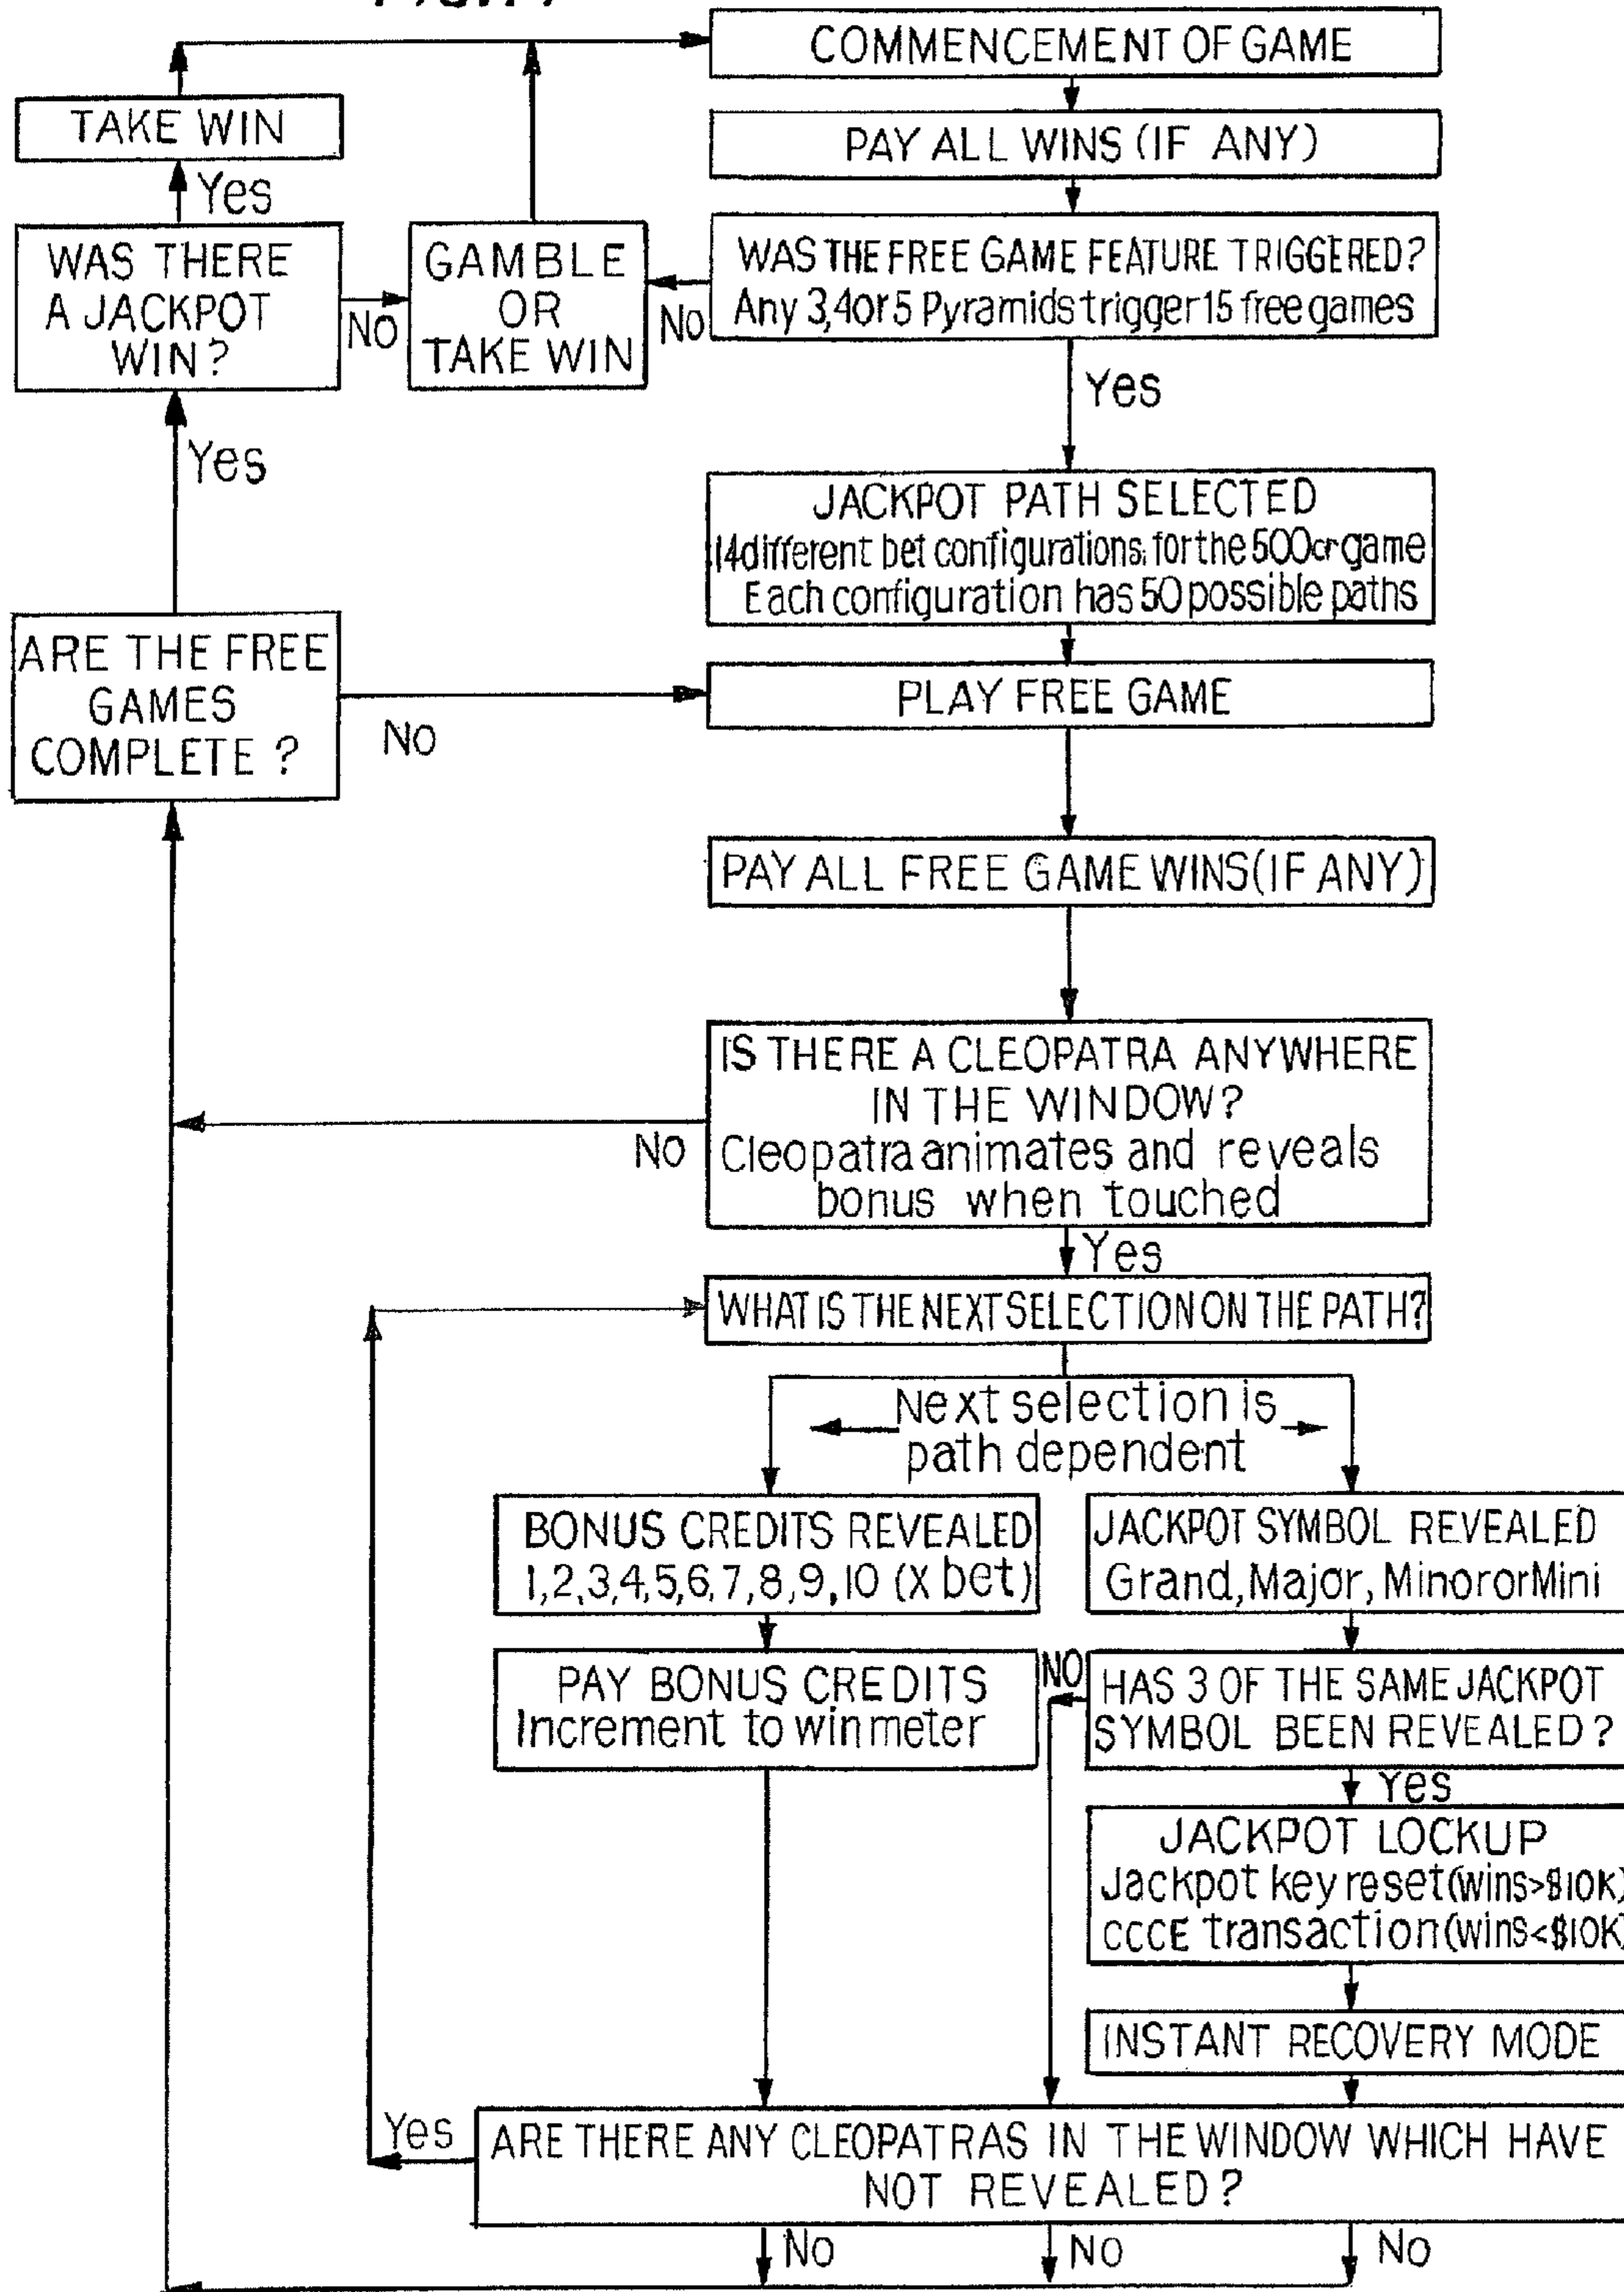 COMMENCEMENT OF GAME
TAKE WIN
PAY ALL WINS (IF ANY)
Yes
WAS THERE
A JACKPOT
WIN?
NO
GAMBLE
OR
TAKE WIN
NO
WAS THE FREE GAME FEATURE TRIGGERED?
Any 3,4 or 5 Pyramids trigger 15 free games
Yes
Yes
JACKPOT PATH SELECTED
14 different bet configurations for the 500cr game
Each configuration has 50 possible paths
ARE THE FREE
GAMES
COMPLETE ?
NO
PLAY FREE GAME
PAY ALL FREE GAME WINS (IF ANY)
IS THERE A CLEOPATRA ANYWHERE
IN THE WINDOW?
Cleopatra animates and reveals
bonus when touched
NO
Yes
WHAT IS THE NEXT SELECTION ON THE PATH?
Next selection is
path dependent
BONUS CREDITS REVEALED
1,2,3,4,5,6,7,8,9,10 (X bet)
JACKPOT SYMBOL REVEALED
Grand, Major, Minor or Mini
PAY BONUS CREDITS
Increment to win meter
NO
HAS 3 OF THE SAME JACKPOT
SYMBOL BEEN REVEALED?
Yes
JACKPOT LOCKUP
Jackpot key reset (wins>$10K)
CCCE transaction (wins<$10K)
INSTANT RECOVERY MODE
Yes
ARE THERE ANY CLEOPATRAS IN THE WINDOW WHICH HAVE
NOT REVEALED?
No
No
No